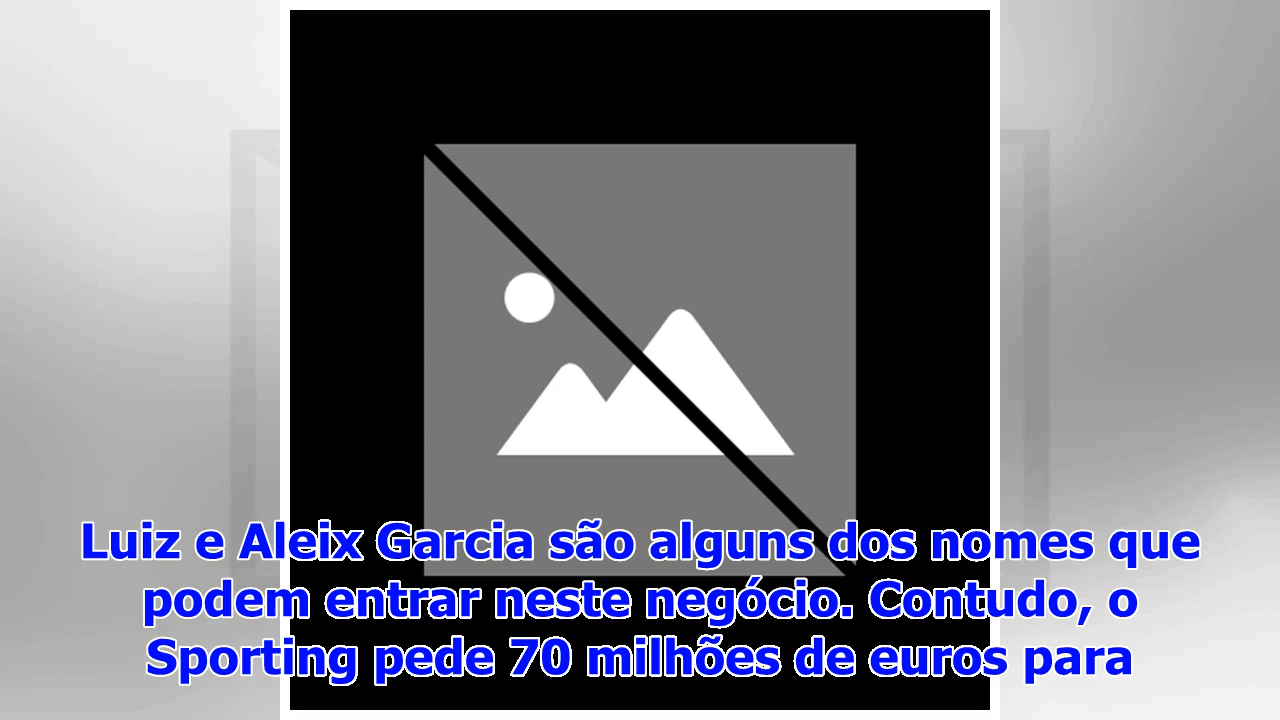 Luiz e Aleix Garcia são alguns dos nomes que
podem entrar neste negócio. Contudo, o
Sporting pede 70 milhões de euros para